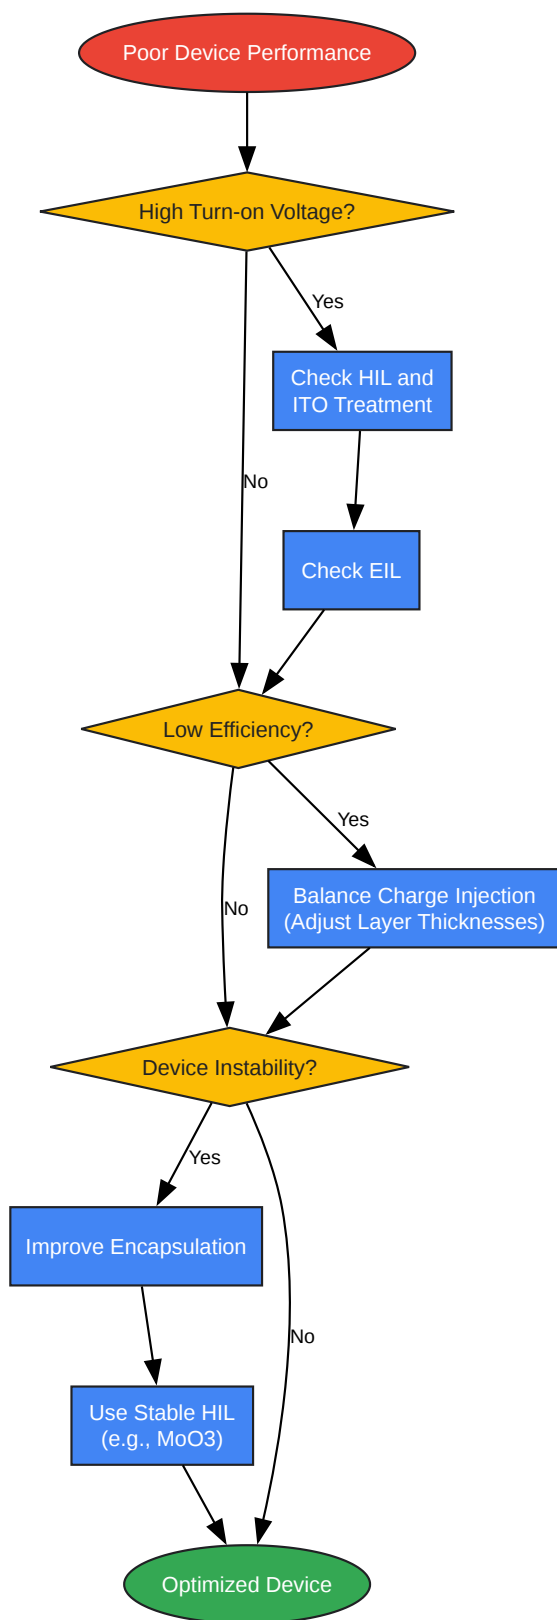 Poor Device Performance
High Turn-on Voltage?
Yes
Check HIL and
ITO Treatment
No
Check EIL
Low Efficiency?
Yes
Balance Charge Injection
(Adjust Layer Thicknesses)
No
Device Instability?
Yes
Improve Encapsulation
No
Use Stable HIL
(e.g., MoO3)
Optimized Device